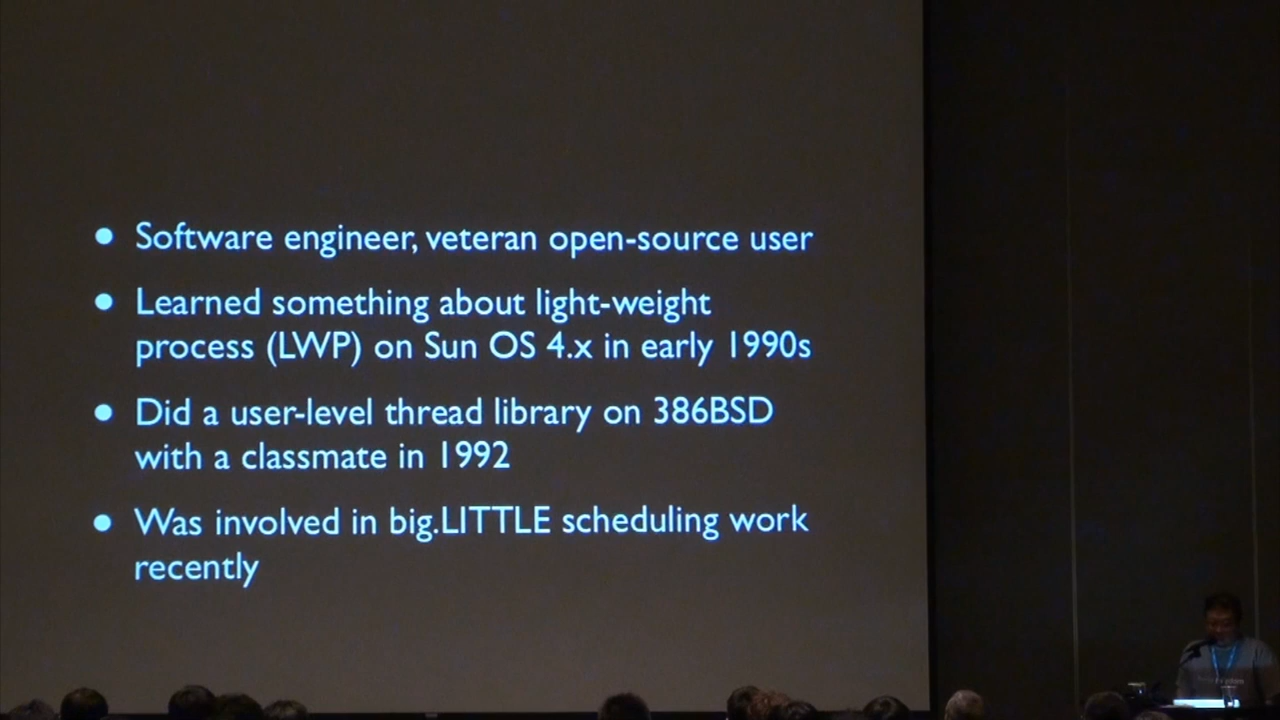 • Software engineer, veteran open-source user
• Learned something about light-weight
process (LWP) on Sun OS 4.x in early 1990s
• Did a user-level thread library on 386BSD
with a classmate in 1992
• Was involved in big.LITTLE scheduling work
recently